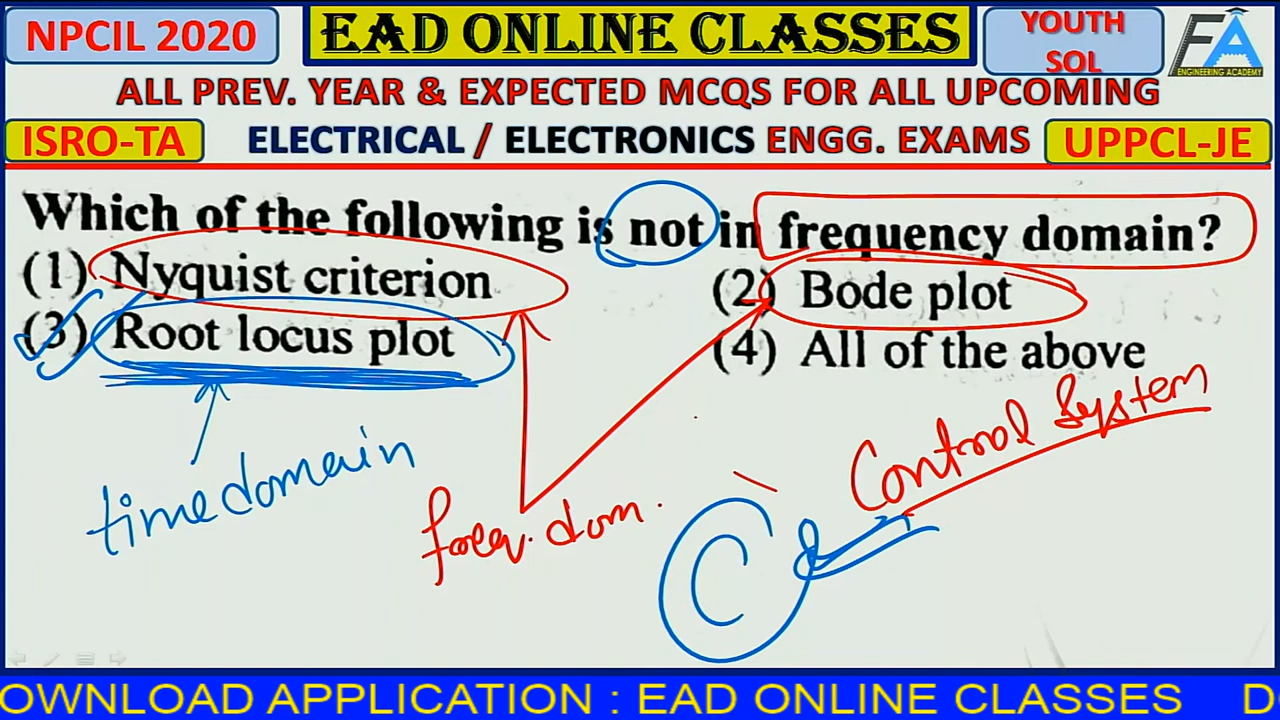 NPCIL 2020
EAD ONLINE CLASSES
YOUTH
SOL
EA
ENGINEERING ACADEMY
ALL PREV. YEAR & EXPECTED MCQS FOR ALL UPCOMING
ISRO-TA
ELECTRICAL / ELECTRONICS ENGG. EXAMS
UPPCL-JE
Which of the following is not in frequency domain?
(1) Nyquist criterion
(2) Bode plot
(3) Root locus plot
(4) All of the above
Control System
time domain
freq. dom.
C
OWNLOAD APPLICATION : EAD ONLINE CLASSES D